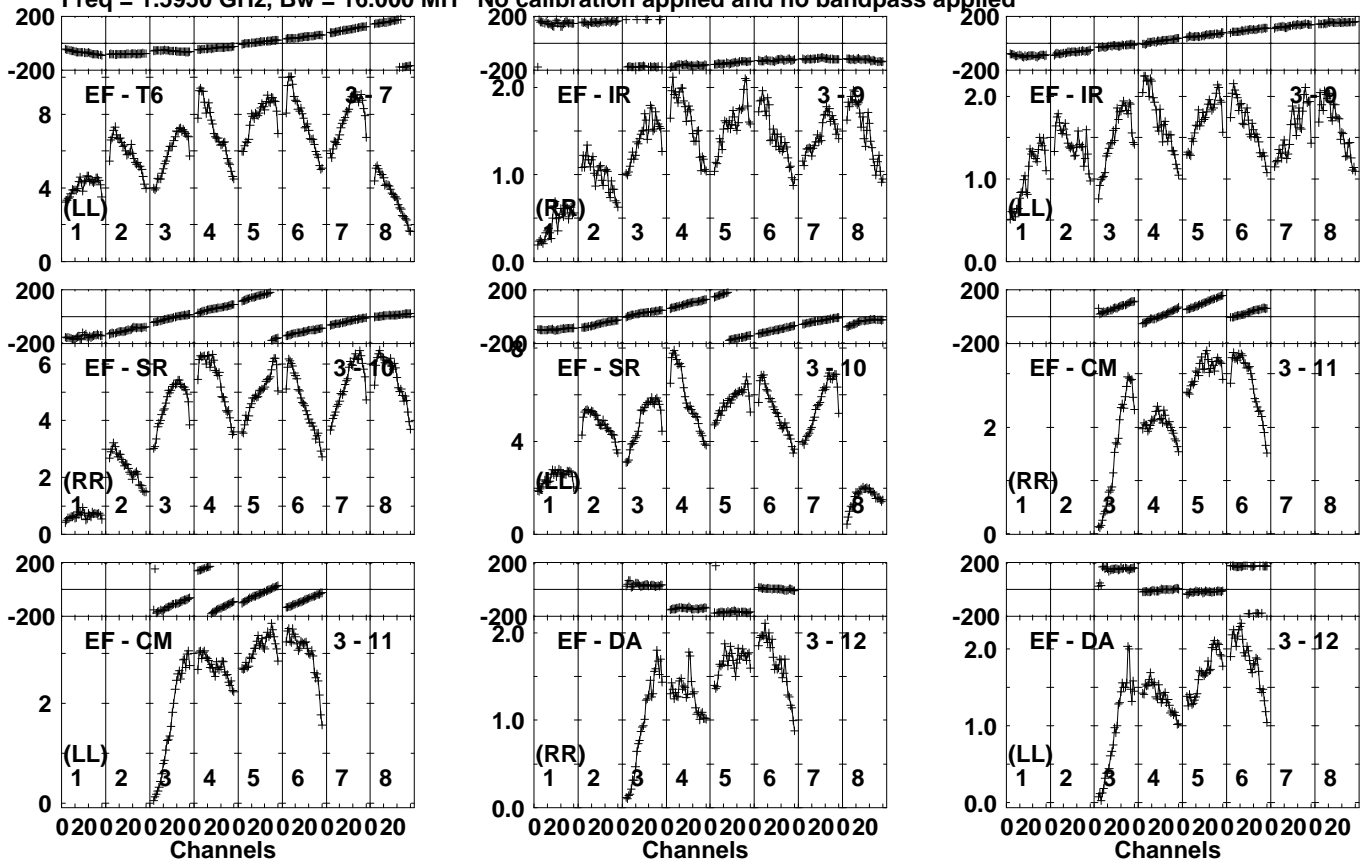 Freq = 1.5950 GHz, Bw = 16.000 MH No calibration applied and no bandpass applied
200 200 200
-200 -200 -200
EF - T6 3 - 7 EF - IR 3 - 9 EF - IR 3 - 9
8 2.0 2.0
4 1.0 1.0
(LL) (RR) (LL)
1 2 3 4 5 6 7 8 1 2 3 4 5 6 7 8 1 2 3 4 5 6 7 8
0 0.0 0.0
200 200 200
-200 -200 -200
6 8
EF - SR 3 - 10 EF - SR 3 - 10 EF - CM 3 - 11
4 4 2
2
(RR) (LL) (RR)
1 2 3 4 5 6 7 8 1 2 3 4 5 6 7 8 1 2 3 4 5 6 7 8
0 0 0
200 200 200
-200 -200 -200
EF - CM 3 - 11 EF - DA 3 - 12 EF - DA 3 - 12
2.0 2.0
2 1.0 1.0
(LL) (RR) (LL)
1 2 3 4 5 6 7 8 1 2 3 4 5 6 7 8 1 2 3 4 5 6 7 8
0 0.0 0.0
0 20 0 20 0 20 0 20 0 20 0 20 0 20 0 20 0 20 0 20 0 20 0 20 0 20 0 20 0 20 0 20 0 20 0 20 0 20 0 20 0 20 0 20 0 20 0 20
Channels Channels Channels